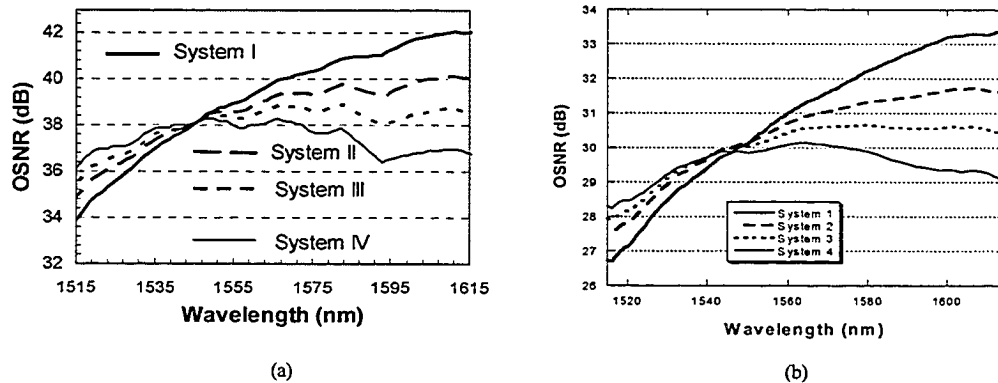 42
40
38
36
34
32
OSNR (dB)
System I
System II
System III
System IV
1515 1535 1555 1575 1595 1615
Wavelength (nm)
(a)
34
33
32
31
30
29
28
27
26
OSNR (dB)
System 1
System 2
System 3
System 4
1520 1540 1560 1580 1600
Wavelength (nm)
(b)